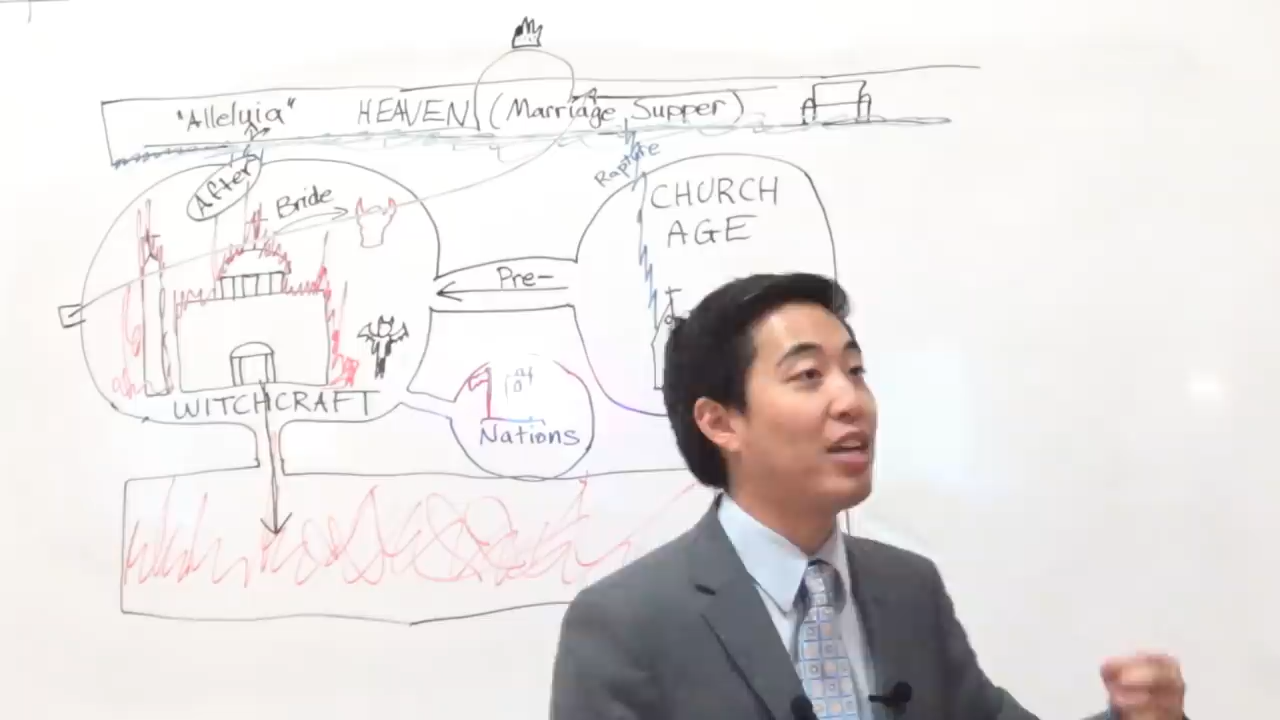 "Alleluia" HEAVEN (Marriage Supper)
After
Bride
Rapture
CHURCH
AGE
Pre-
WITCHCRAFT
Nations